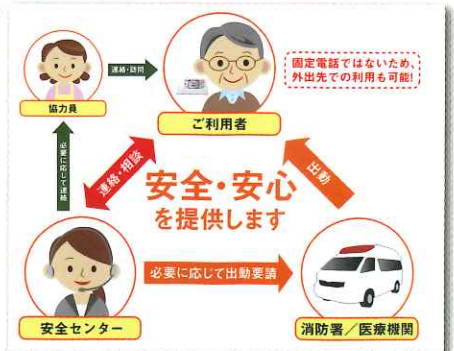 連絡・訪問
固定電話ではないため、
外出先での利用も可能!
協力員
ご利用者
必要に応じて連絡
連絡・相談
出動
安全・安心
を提供します
必要に応じて出動要請
安全センター
消防署/医療機関